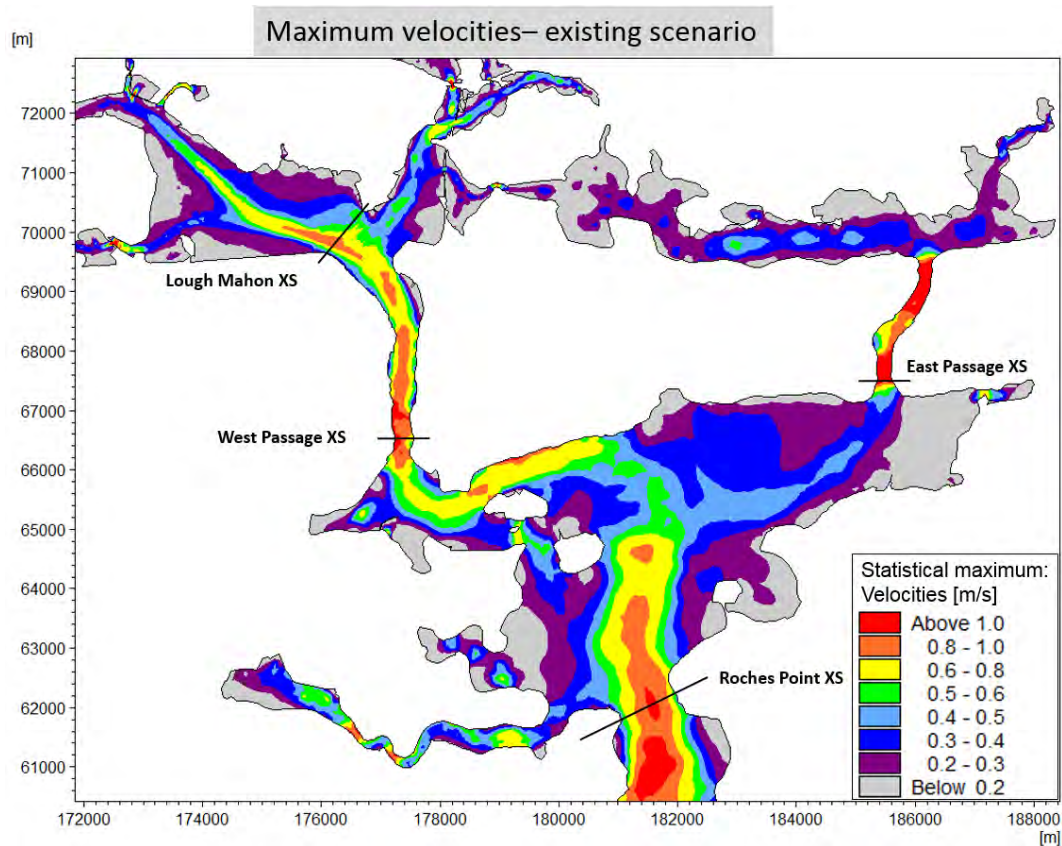 Maximum velocities– existing scenario
[m]
72000
71000
70000
69000
68000
67000
66000
65000
64000
63000
62000
61000
Lough Mahon XS
East Passage XS
West Passage XS
Roches Point XS
Statistical maximum:
Velocities [m/s]
Above 1.0
0.8 - 1.0
0.6 - 0.8
0.5 - 0.6
0.4 - 0.5
0.3 - 0.4
0.2 - 0.3
Below 0.2
172000 174000 176000 178000 180000 182000 184000 186000 188000
[m]